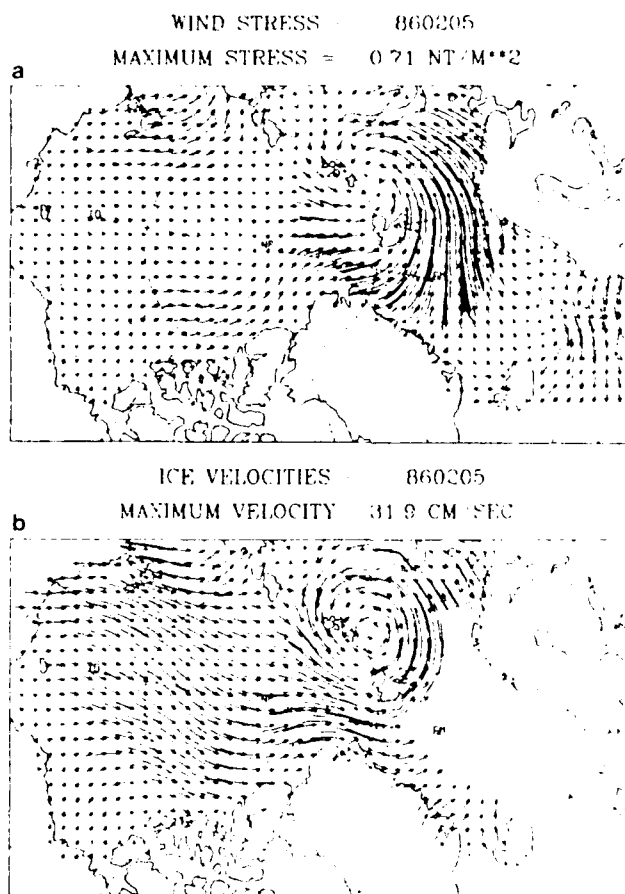 WIND STRESS 860205
MAXIMUM STRESS = 0.71 NT/M**2
a
ICE VELOCITIES 860205
MAXIMUM VELOCITY 31.9 CM/SEC
b